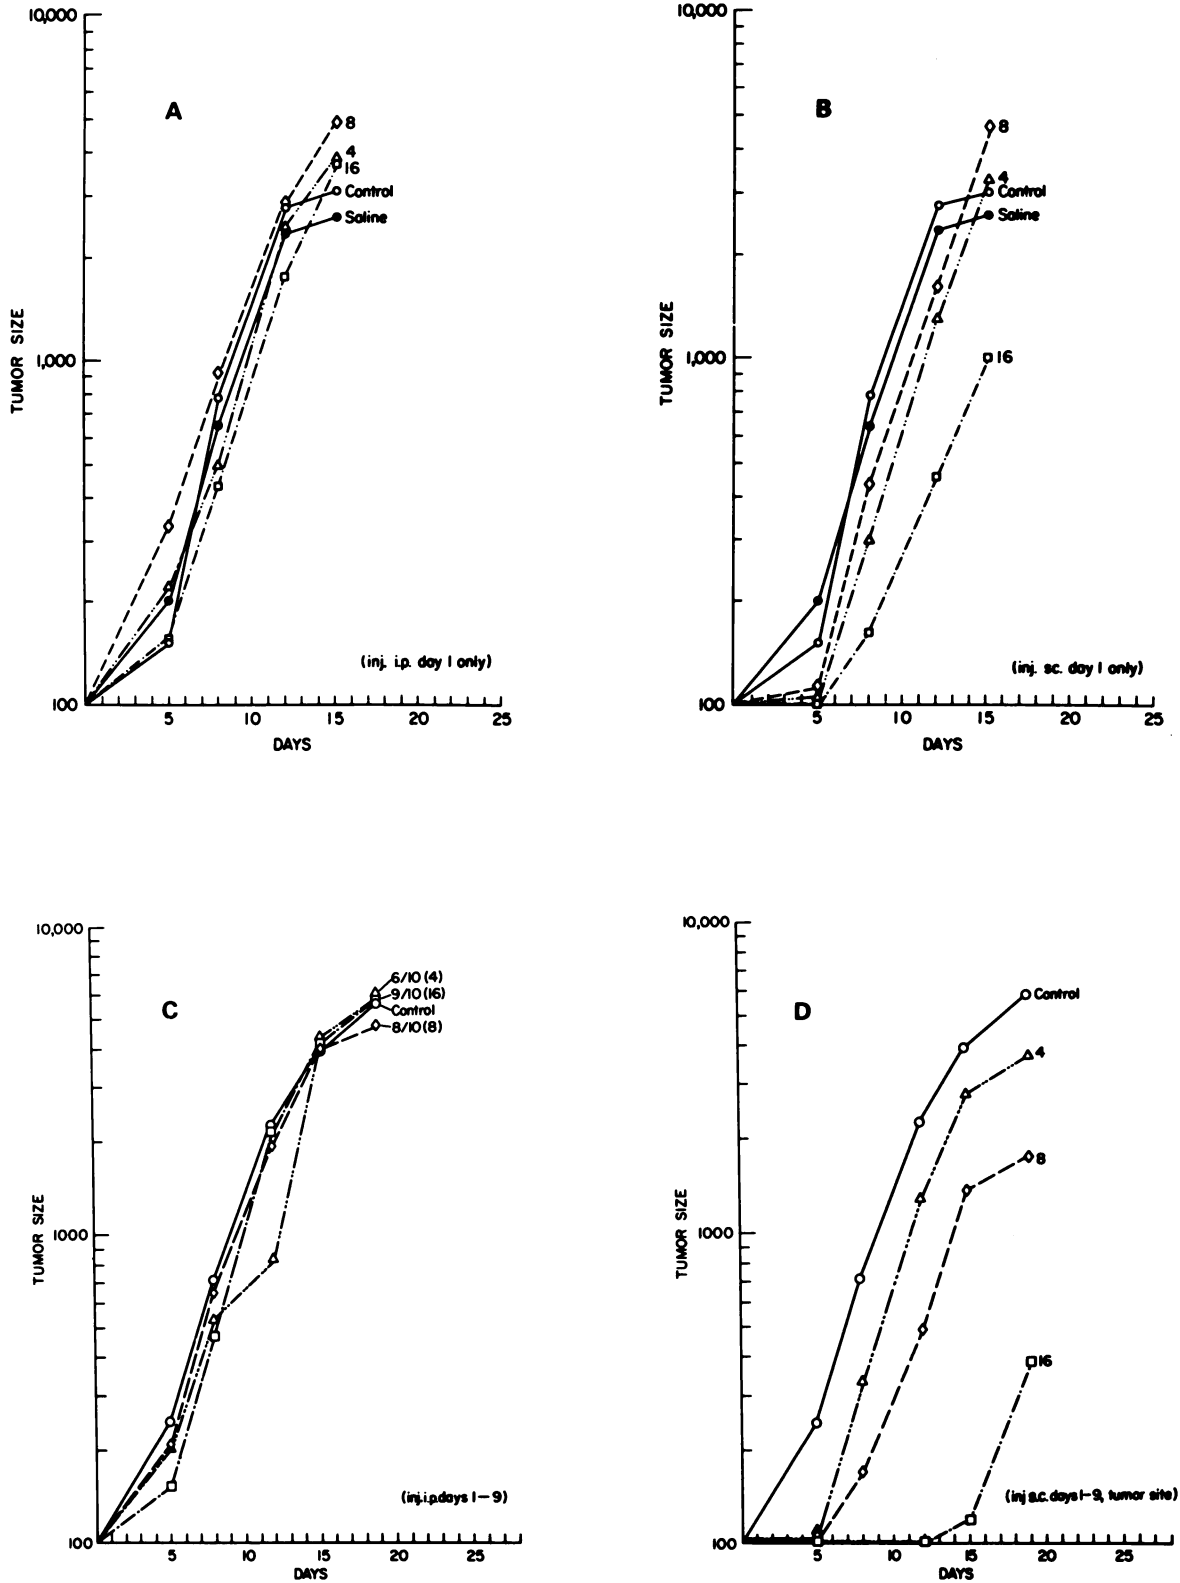 10,000
A
8
4
16
Control
Saline
1,000
TUMOR SIZE
(inj. i.p. day 1 only)
100
5 10 15 20 25
DAYS
10,000
B
8
4
Control
Saline
1,000
16
TUMOR SIZE
(inj. sc. day 1 only)
100
5 10 15 20 25
DAYS
10,000
C
6/10 (4)
9/10 (16)
Control
8/10 (8)
1000
TUMOR SIZE
(inj.i.p.days 1-9)
100
5 10 15 20 25
DAYS
10,000
D
Control
4
8
1000
16
TUMOR SIZE
(inj s.c. days 1-9, tumor site)
100
5 10 15 20 25
DAYS